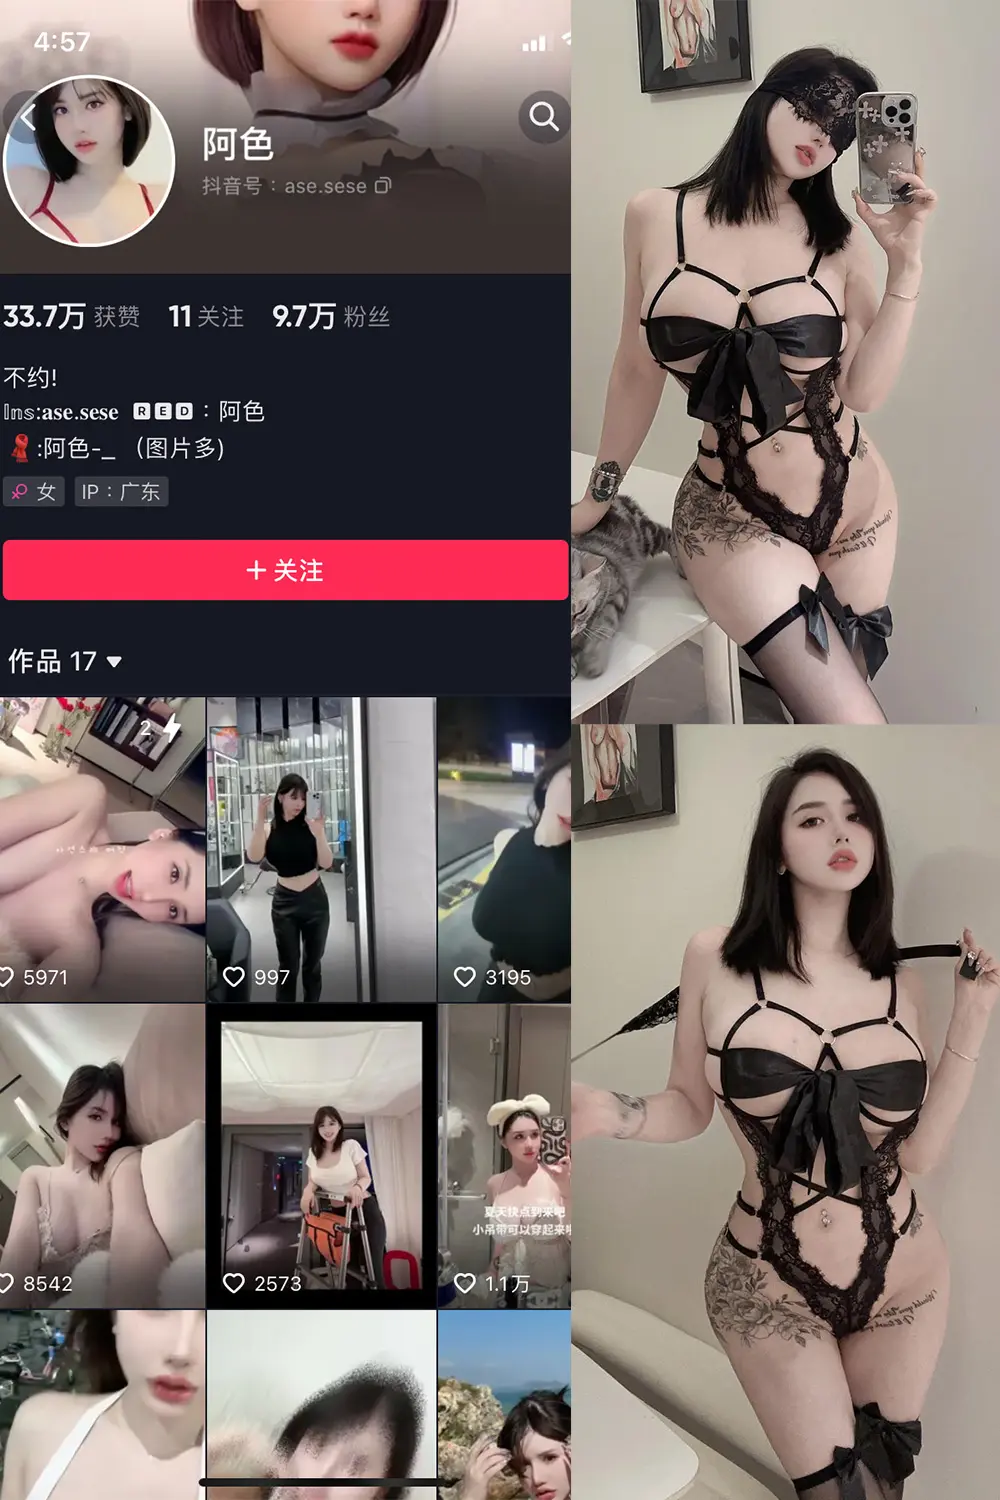 4:57
阿色
抖音号：ase.sese
33.7万 获赞 11 关注 9.7万 粉丝
不约!
Ins:ase.sese RED：阿色
:阿色-_ （图片多）
女 IP：广东
+ 关注
作品 17
2
5971
997
3195
夏天快点到来吧
小吊带可以穿起来啦
8542
2573
1.1万